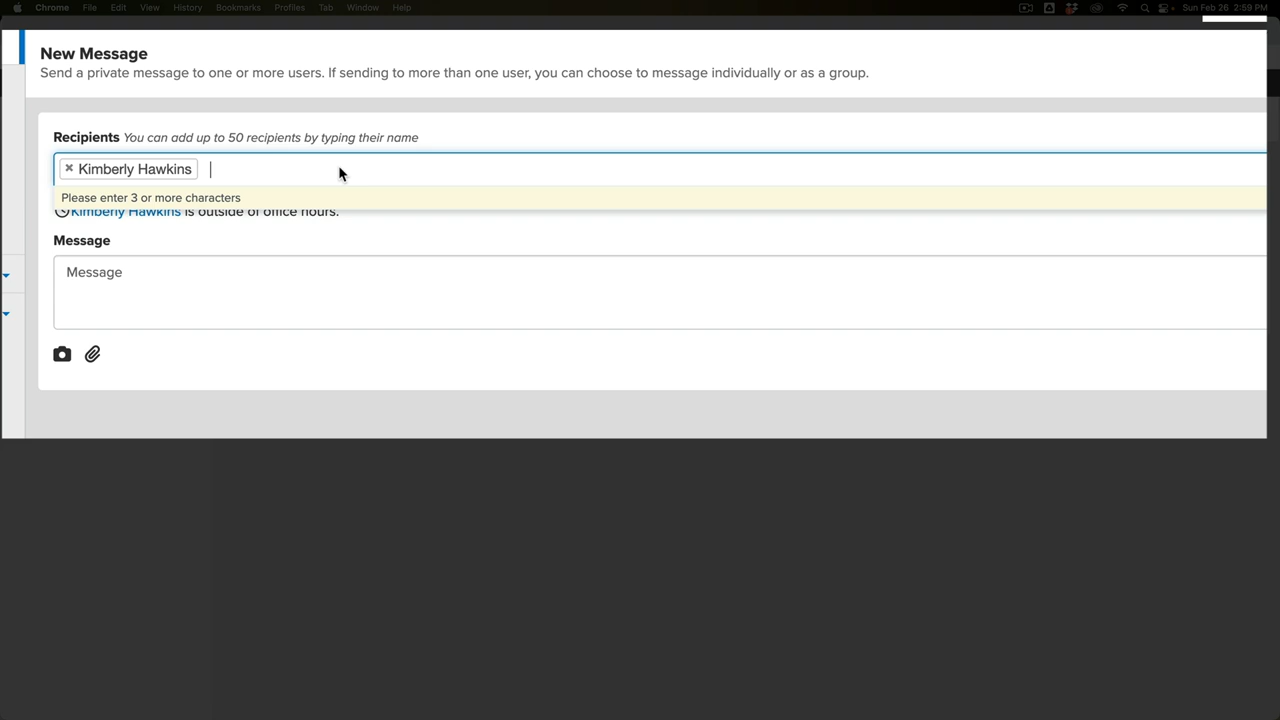 Chrome File Edit View History Bookmarks Profiles Tab Window Help Sun Feb 26 2:59 PM
New Message
Send a private message to one or more users. If sending to more than one user, you can choose to message individually or as a group.
Recipients You can add up to 50 recipients by typing their name
Kimberly Hawkins
Please enter 3 or more characters
Kimberly Hawkins is outside of office hours.
Message
Message